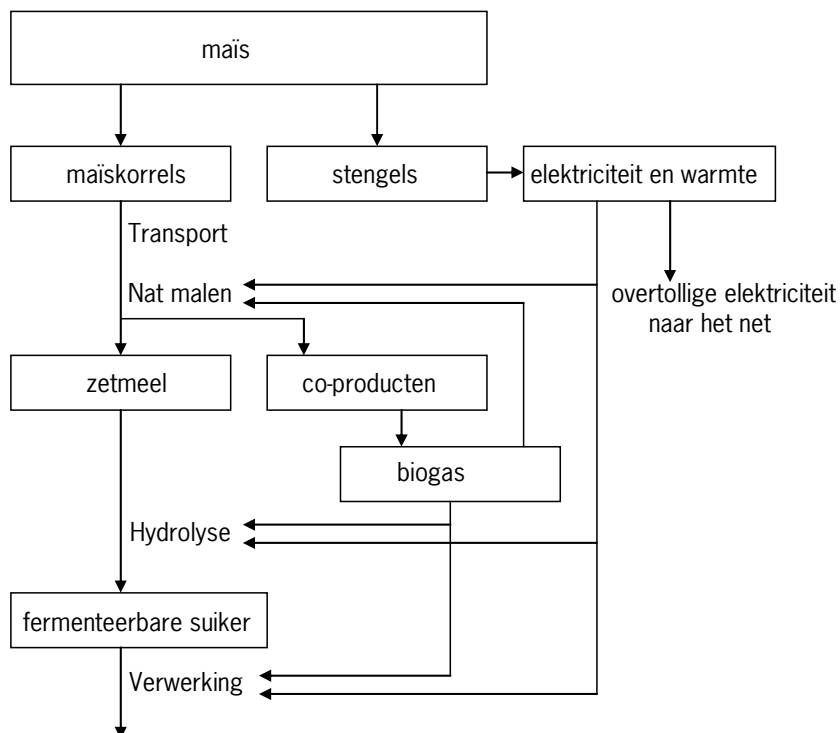 maïs
maïskorrels
stengels
elektriciteit en warmte
Transport
Nat malen
overtollige elektriciteit
naar het net
zetmeel
co-producten
biogas
Hydrolyse
fermenteerbare suiker
Verwerking